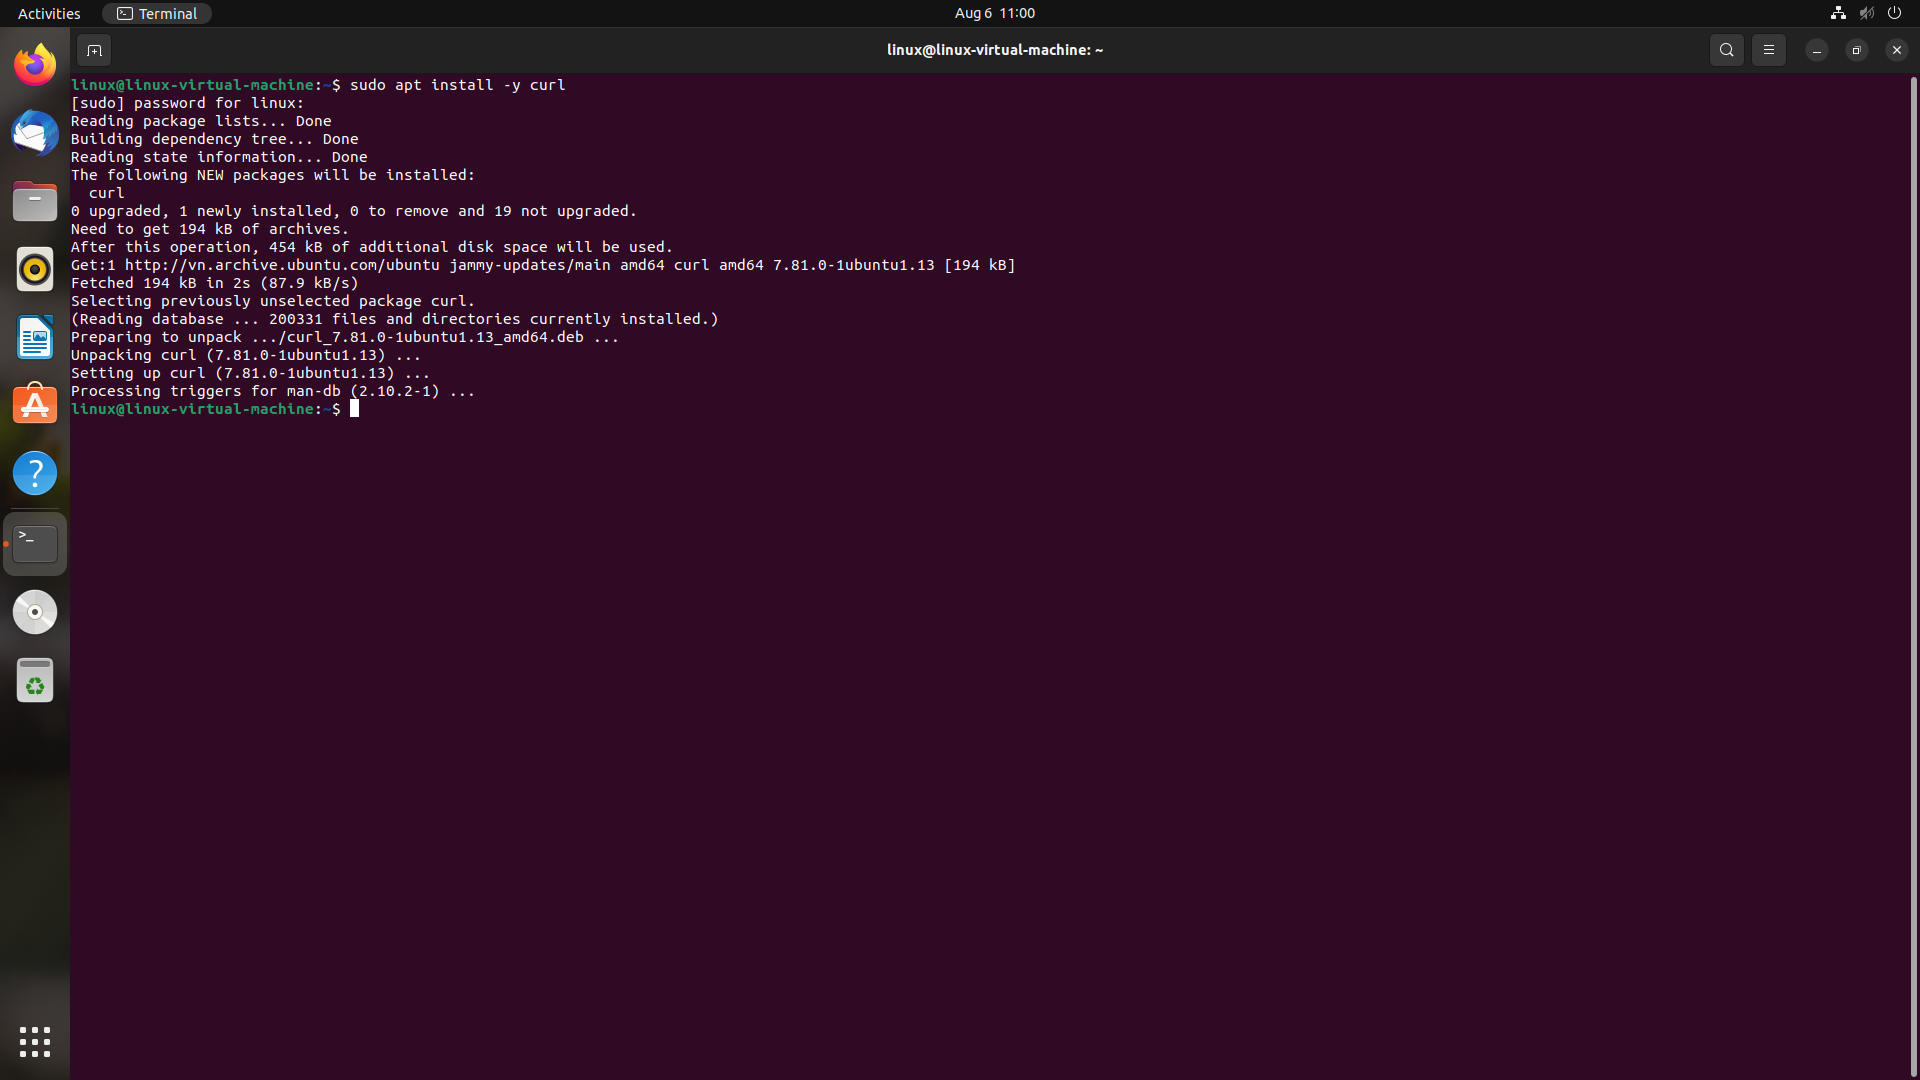 Activities
Terminal
Aug 6 11:00
linux@linux-virtual-machine: ~
linux@linux-virtual-machine:~$ sudo apt install -y curl
[sudo] password for linux:
Reading package lists... Done
Building dependency tree... Done
Reading state information... Done
The following NEW packages will be installed:
  curl
0 upgraded, 1 newly installed, 0 to remove and 19 not upgraded.
Need to get 194 kB of archives.
After this operation, 454 kB of additional disk space will be used.
Get:1 http://vn.archive.ubuntu.com/ubuntu jammy-updates/main amd64 curl amd64 7.81.0-1ubuntu1.13 [194 kB]
Fetched 194 kB in 2s (87.9 kB/s)
Selecting previously unselected package curl.
(Reading database ... 200331 files and directories currently installed.)
Preparing to unpack .../curl_7.81.0-1ubuntu1.13_amd64.deb ...
Unpacking curl (7.81.0-1ubuntu1.13) ...
Setting up curl (7.81.0-1ubuntu1.13) ...
Processing triggers for man-db (2.10.2-1) ...
linux@linux-virtual-machine:~$